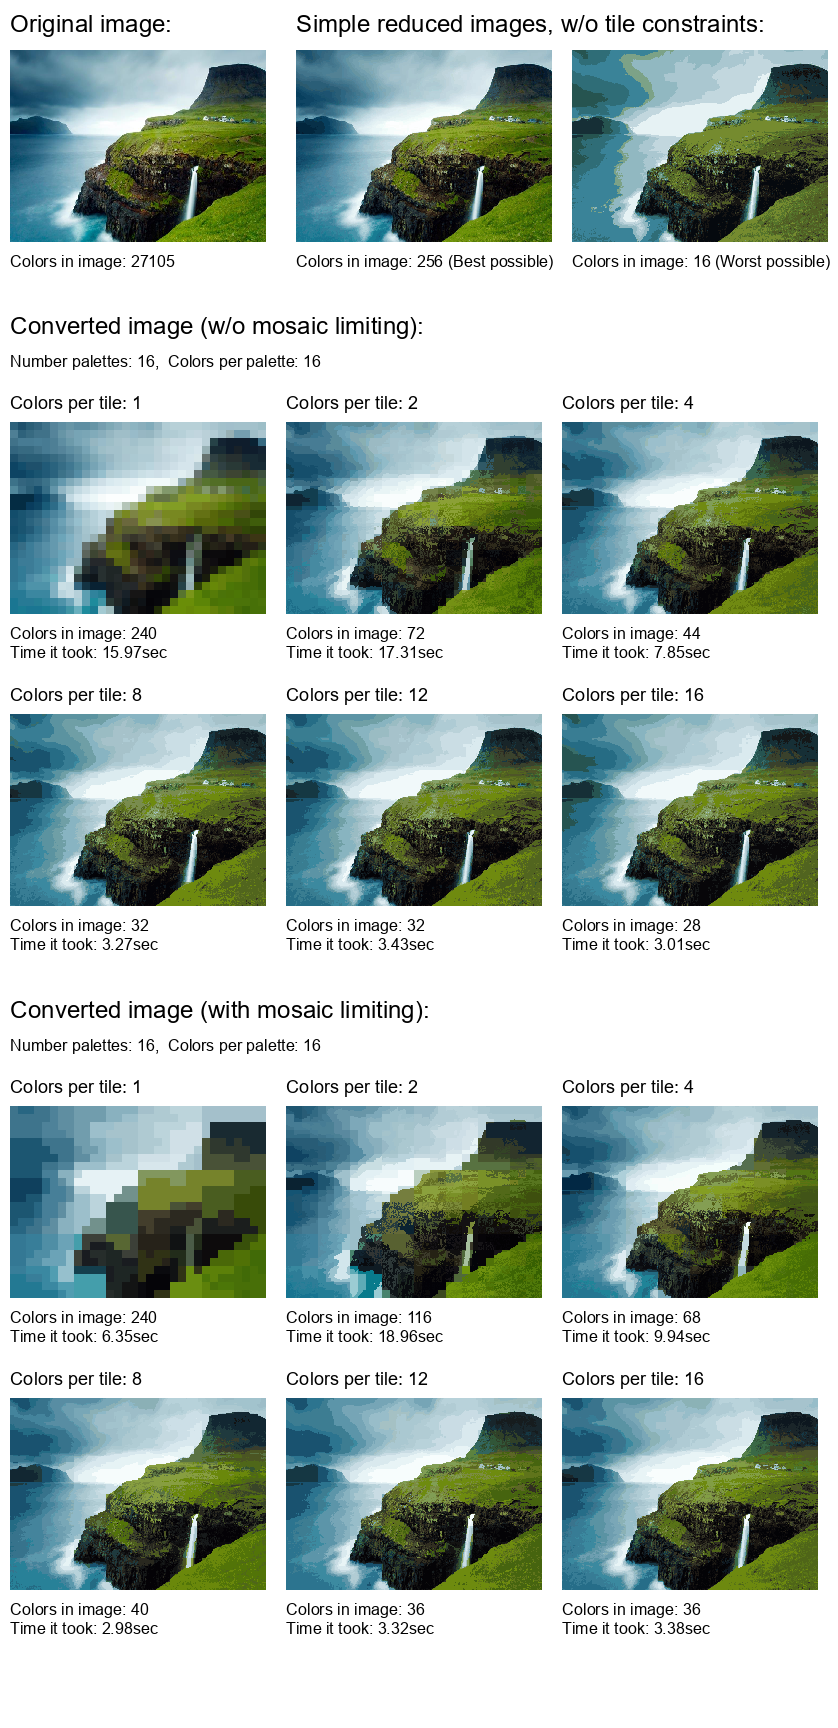 Original image:
Simple reduced images, w/o tile constraints:
Colors in image: 27105
Colors in image: 256 (Best possible)
Colors in image: 16 (Worst possible)
Converted image (w/o mosaic limiting):
Number palettes: 16,  Colors per palette: 16
Colors per tile: 1
Colors per tile: 2
Colors per tile: 4
Colors in image: 240
Time it took: 15.97sec
Colors in image: 72
Time it took: 17.31sec
Colors in image: 44
Time it took: 7.85sec
Colors per tile: 8
Colors per tile: 12
Colors per tile: 16
Colors in image: 32
Time it took: 3.27sec
Colors in image: 32
Time it took: 3.43sec
Colors in image: 28
Time it took: 3.01sec
Converted image (with mosaic limiting):
Number palettes: 16,  Colors per palette: 16
Colors per tile: 1
Colors per tile: 2
Colors per tile: 4
Colors in image: 240
Time it took: 6.35sec
Colors in image: 116
Time it took: 18.96sec
Colors in image: 68
Time it took: 9.94sec
Colors per tile: 8
Colors per tile: 12
Colors per tile: 16
Colors in image: 40
Time it took: 2.98sec
Colors in image: 36
Time it took: 3.32sec
Colors in image: 36
Time it took: 3.38sec